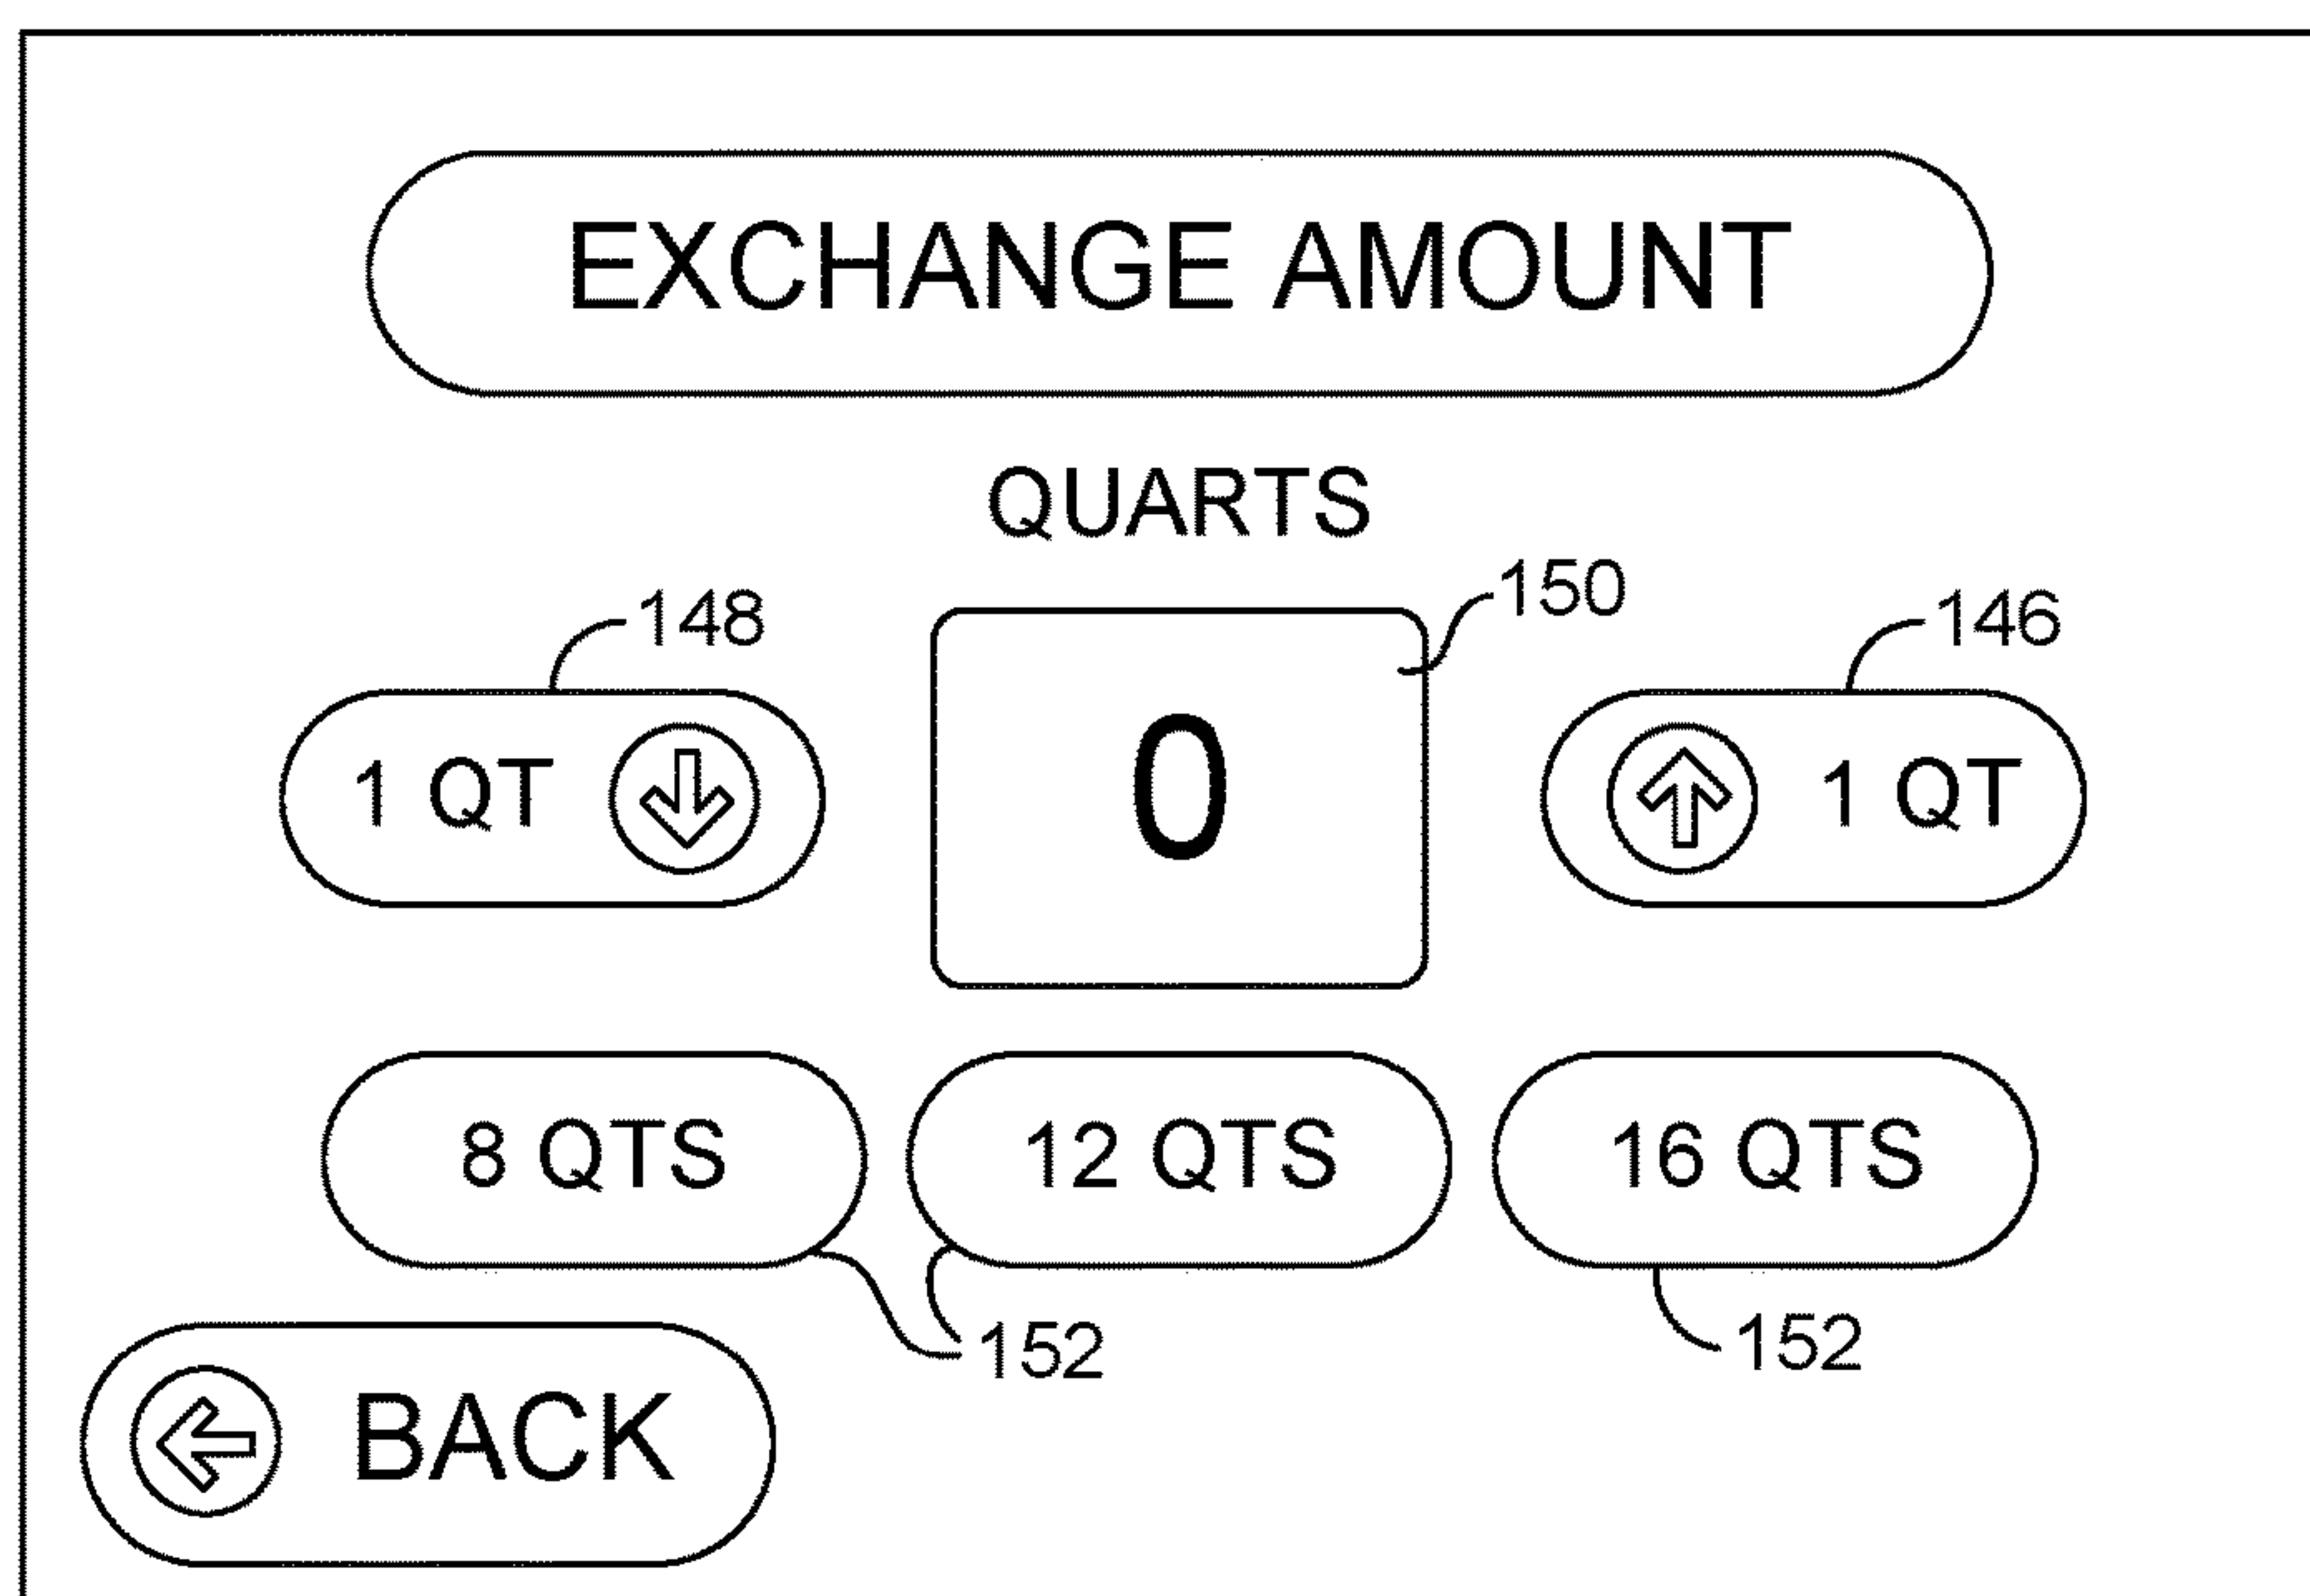 EXCHANGE AMOUNT
QUARTS
150
148
146
1 QT
0
1 QT
8 QTS
12 QTS
16 QTS
152
152
BACK